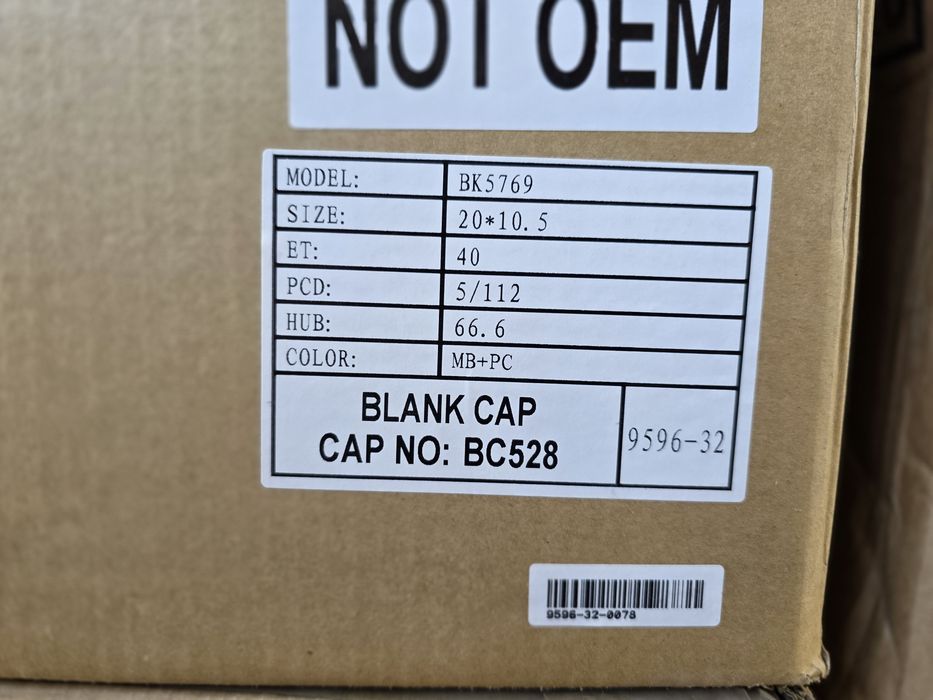 NOT OEM
MODEL: BK5769
SIZE: 20*10.5
ET: 40
PCD: 5/112
HUB: 66.6
COLOR: MB+PC
BLANK CAP
CAP NO: BC528
9596-32
9596-32-0078